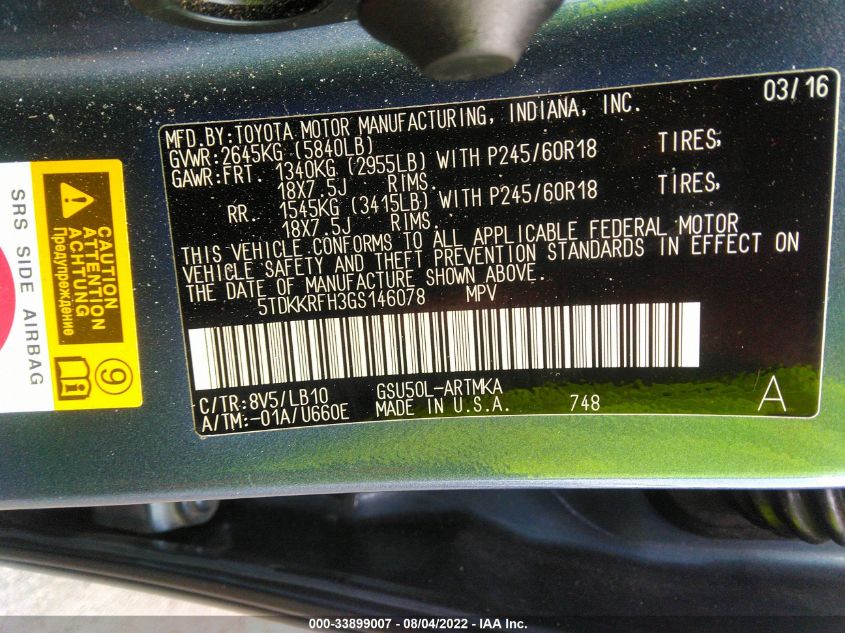 03/16
MFD.BY:TOYOTA MOTOR MANUFACTURING, INDIANA, INC.
GVWR:2645KG (5840LB)
GAWR:FRT. 1340KG (2955LB) WITH P245/60R18 TIRES,
18X7.5J RIMS.
RR. 1545KG (3415LB) WITH P245/60R18 TIRES,
18X7.5J RIMS.
THIS VEHICLE CONFORMS TO ALL APPLICABLE FEDERAL MOTOR
VEHICLE SAFETY AND THEFT PREVENTION STANDARDS IN EFFECT ON
THE DATE OF MANUFACTURE SHOWN ABOVE.
5TDKKRFH3GS146078 MPV
C/TR:8V5/LB10 GSU50L-ARTMKA
A/TM:-01A/U660E MADE IN U.S.A. 748 A
SRS SIDE AIRBAG
CAUTION
ATTENTION
ACHTUNG
Предупреждение
9
000-33899007 - 08/04/2022 - IAA Inc.